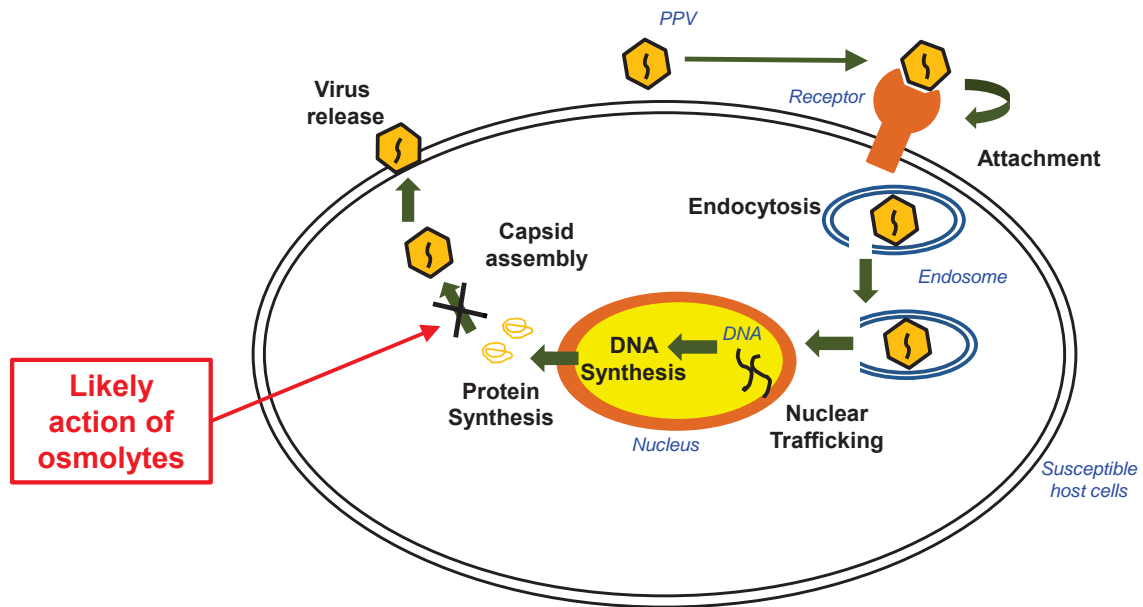 PPV
Virus
release
Receptor
Attachment
Endocytosis
Capsid
assembly
Endosome
DNA
DNA
Synthesis
Likely
action of
osmolytes
Protein
Synthesis
Nuclear
Trafficking
Nucleus
Susceptible
host cells